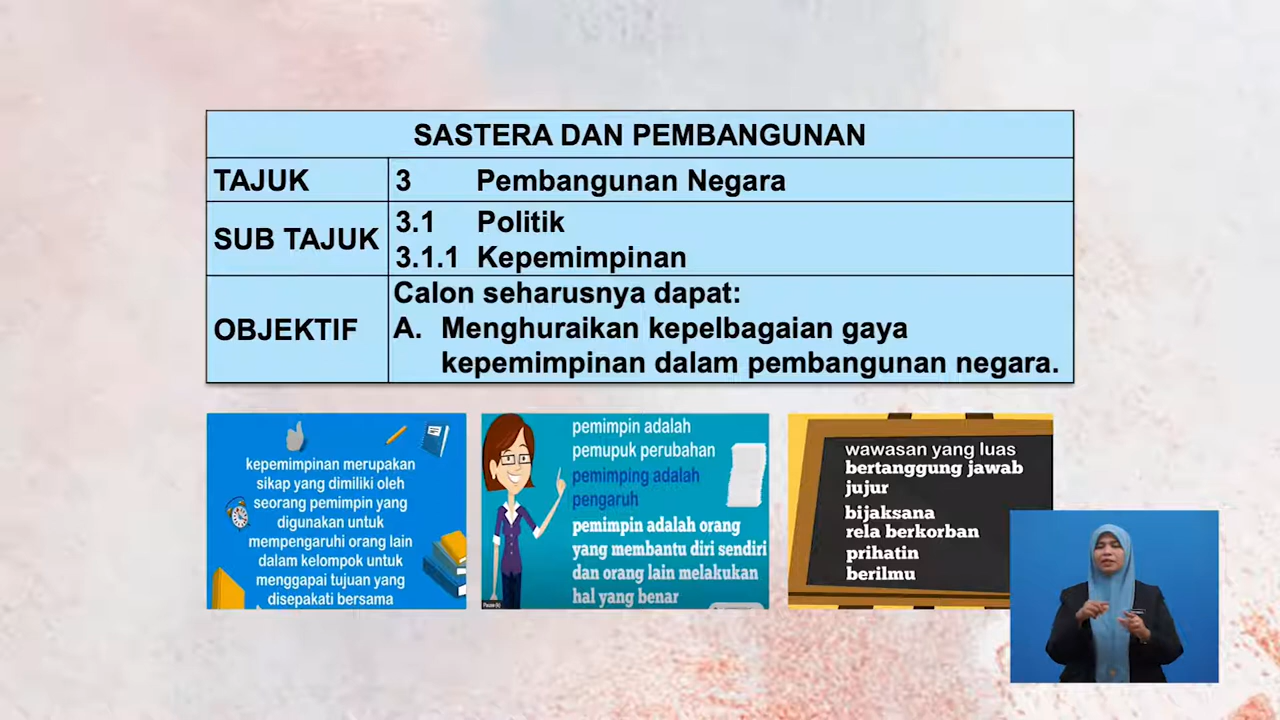 SASTERA DAN PEMBANGUNAN
TAJUK
3 Pembangunan Negara
SUB TAJUK
3.1 Politik
3.1.1 Kepemimpinan
OBJEKTIF
Calon seharusnya dapat:
A. Menghuraikan kepelbagaian gaya
kepemimpinan dalam pembangunan negara.
kepemimpinan merupakan
sikap yang dimiliki oleh
seorang pemimpin yang
digunakan untuk
mempengaruhi orang lain
dalam kelompok untuk
menggapai tujuan yang
disepakati bersama
pemimpin adalah
pemupuk perubahan
pemimping adalah
pengaruh
pemimpin adalah orang
yang membantu diri sendiri
dan orang lain melakukan
hal yang benar
Pause (k)
wawasan yang luas
bertanggung jawab
jujur
bijaksana
rela berkorban
prihatin
berilmu